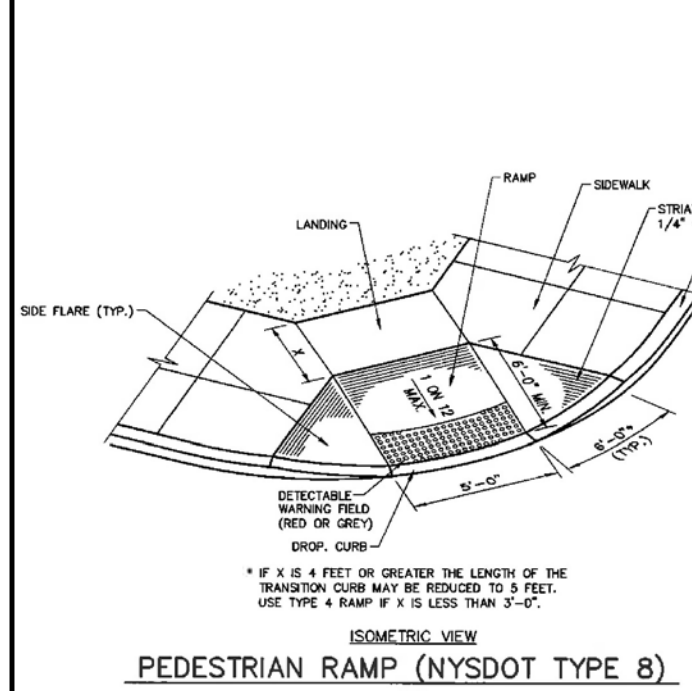 RAMP
SIDEWALK
STRIA
1/4"
LANDING
SIDE FLARE (TYP.)
X
1 ON 12
MAX.
6'-0" MIN.
6'-0"*
(TYP.)
5'-0"
DETECTABLE
WARNING FIELD
(RED OR GREY)
DROP. CURB
* IF X IS 4 FEET OR GREATER THE LENGTH OF THE
TRANSITION CURB MAY BE REDUCED TO 5 FEET.
USE TYPE 4 RAMP IF X IS LESS THAN 3'-0".
ISOMETRIC VIEW
PEDESTRIAN RAMP (NYSDOT TYPE 8)